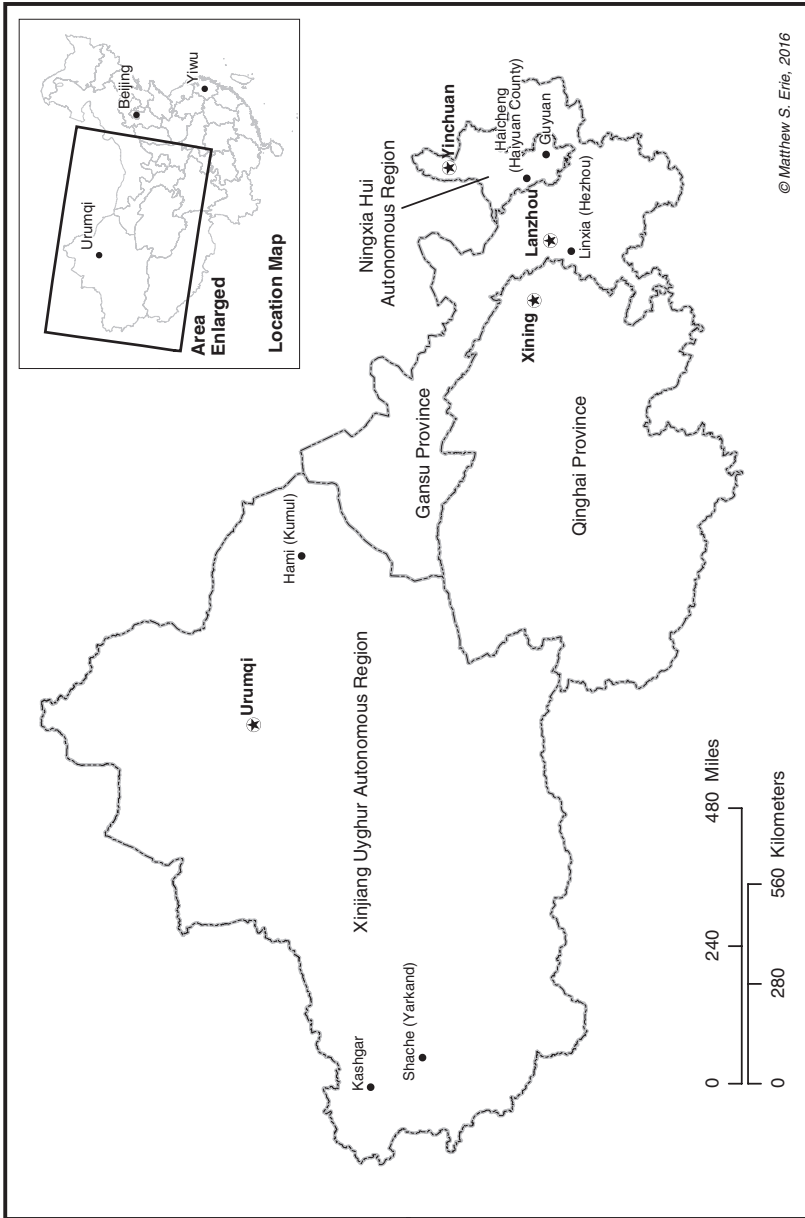 Urumqi
Beijing
Yiwu
Area
Enlarged
Location Map
Urumqi
Hami (Kumul)
Xinjiang Uyghur Autonomous Region
Kashgar
Shache (Yarkand)
Gansu Province
Ningxia Hui
Autonomous Region
Yinchuan
Haicheng
(Haiyuan County)
Guyuan
Lanzhou
Linxia (Hezhou)
Xining
Qinghai Province
0 240 480 Miles
0 280 560 Kilometers
© Matthew S. Erie, 2016